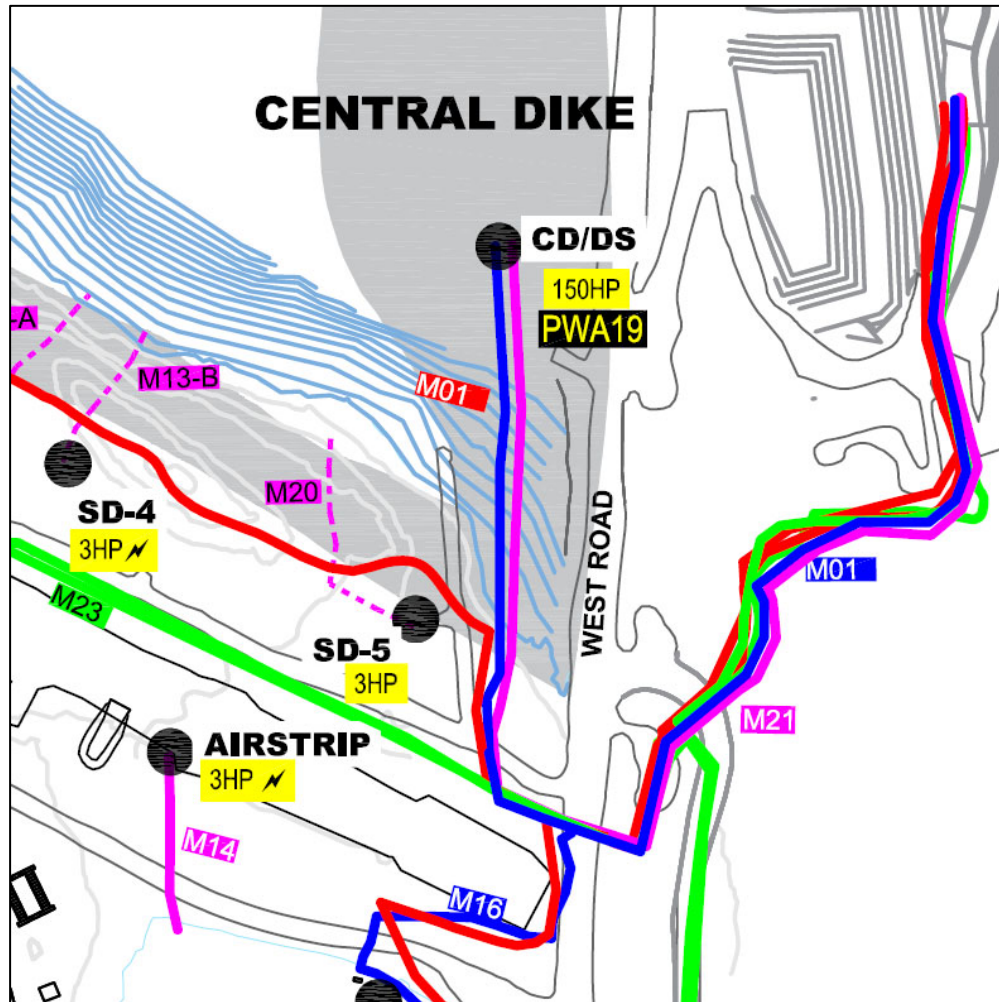 CENTRAL DIKE
CD/DS
150HP
PWA19
-A
M13-B
M01
M20
SD-4
3HP
WEST ROAD
M01
M23
SD-5
3HP
M21
AIRSTRIP
3HP
M14
M16